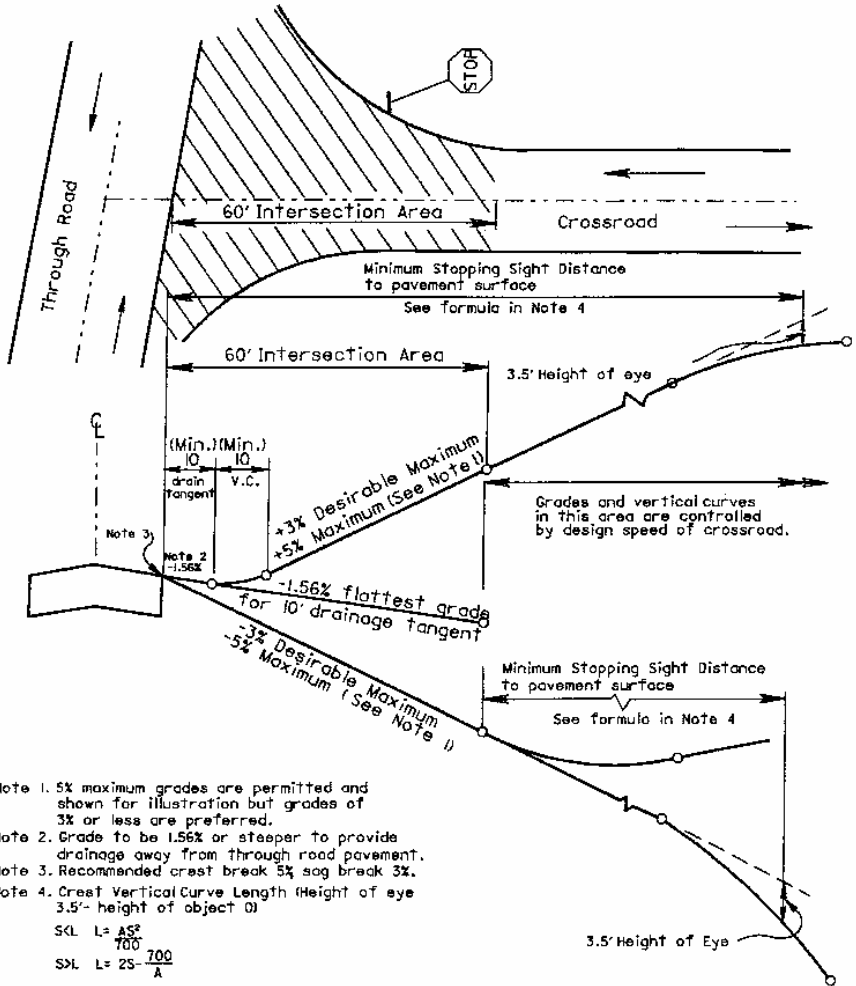 STOP
Through Road
60' Intersection Area
Crossroad
Minimum Stopping Sight Distance
to pavement surface
See formula in Note 4
60' Intersection Area
3.5' Height of eye
℄
(Min.)(Min.)
10 10
drain
tangent
V.C.
+3% Desirable Maximum
+5% Maximum (See Note 1)
Grades and vertical curves
in this area are controlled
by design speed of crossroad.
Note 3
Note 2
-1.56%
-1.56% flattest grade
for 10' drainage tangent
-3% Desirable Maximum
-5% Maximum (See Note 1)
Minimum Stopping Sight Distance
to pavement surface
See formula in Note 4
ote 1. 5% maximum grades are permitted and
shown for illustration but grades of
3% or less are preferred.
ote 2. Grade to be 1.56% or steeper to provide
drainage away from through road pavement.
ote 3. Recommended crest break 5%, sag break 3%.
ote 4. Crest Vertical Curve Length (Height of eye
3.5'- height of object 0)
S<L L= AS²
700
S>L L= 2S- 700
A
3.5' Height of Eye